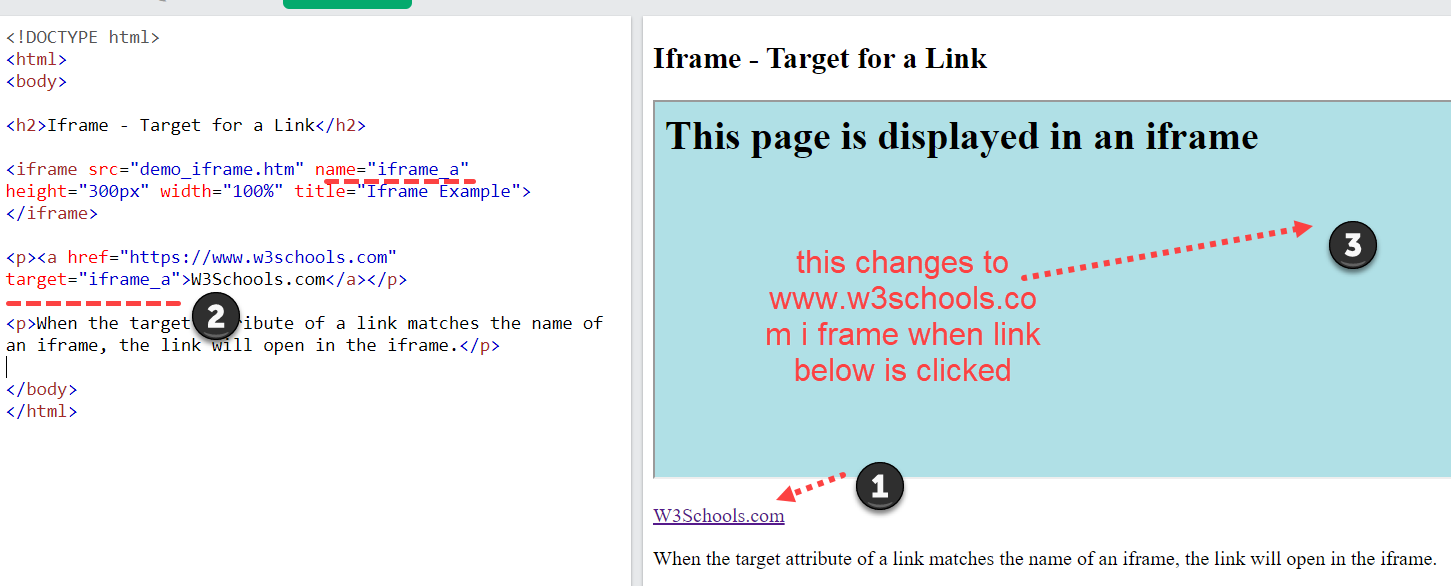 <!DOCTYPE html>
<html>
<body>
<h2>Iframe - Target for a Link</h2>
<iframe src="demo_iframe.htm" name="iframe_a"
height="300px" width="100%" title="Iframe Example">
</iframe>
<p><a href="https://www.w3schools.com"
target="iframe_a">W3Schools.com</a></p>
2
<p>When the target ribute of a link matches the name of
an iframe, the link will open in the iframe.</p>
</body>
</html>
Iframe - Target for a Link
This page is displayed in an iframe
this changes to
www.w3schools.co
m i frame when link
below is clicked
3
1
W3Schools.com
When the target attribute of a link matches the name of an iframe, the link will open in the iframe.